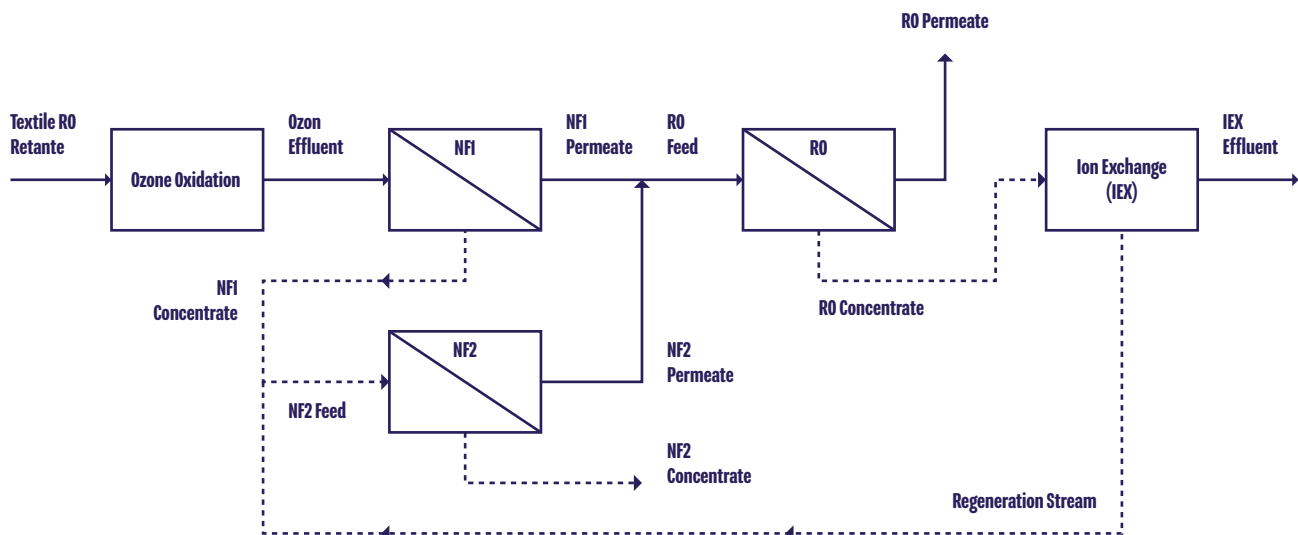 RO Permeate
Textile RO
Retante
Ozone Oxidation
Ozon
Effluent
NF1
NF1
Permeate
RO
Feed
RO
Ion Exchange
(IEX)
IEX
Effluent
NF1
Concentrate
RO Concentrate
NF2
NF2
Permeate
NF2 Feed
NF2
Concentrate
Regeneration Stream